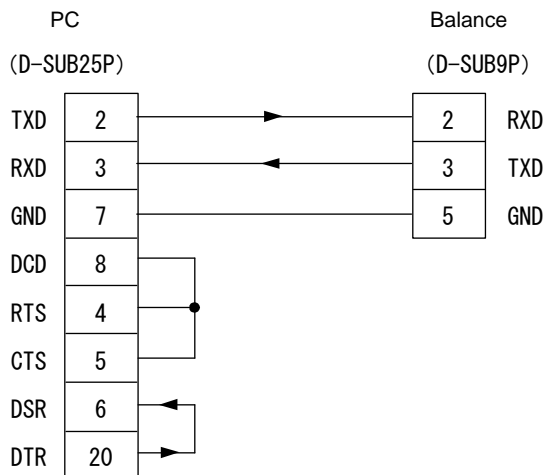 PC Balance
(D-SUB25P) (D-SUB9P)
TXD 2 2 RXD
RXD 3 3 TXD
GND 7 5 GND
DCD 8
RTS 4
CTS 5
DSR 6
DTR 20